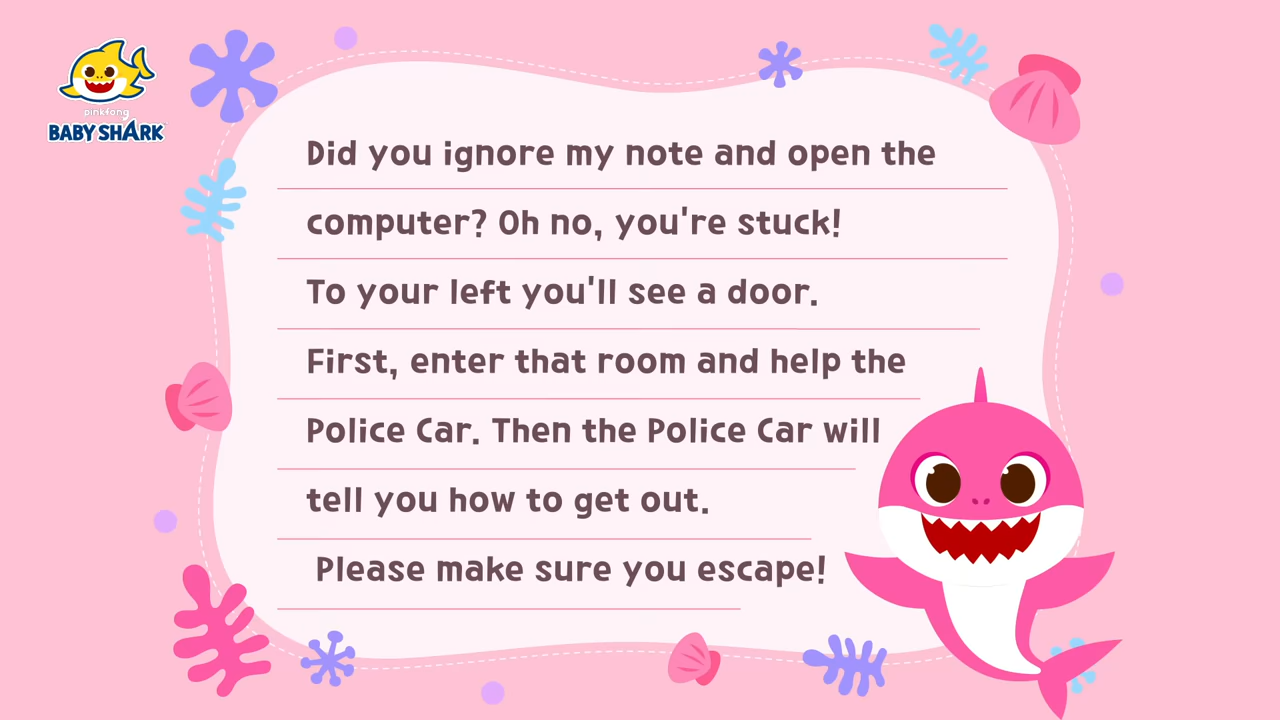 pinkfong
BABY SHARK
Did you ignore my note and open the
computer? Oh no, you're stuck!
To your left you'll see a door.
First, enter that room and help the
Police Car. Then the Police Car will
tell you how to get out.
Please make sure you escape!